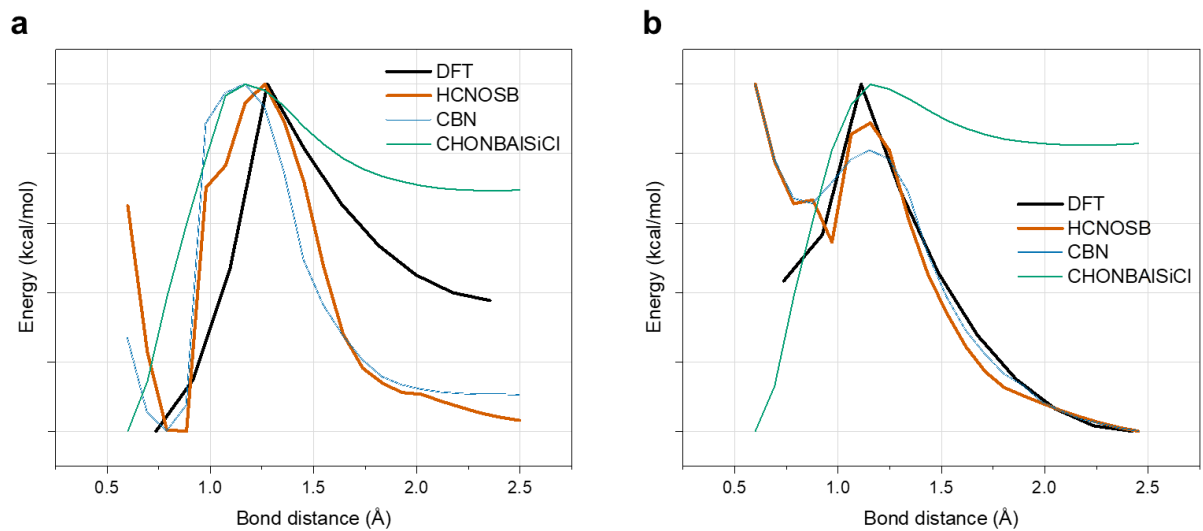 a
DFT
HCNOSB
CBN
CHONBAlSiCl
Energy (kcal/mol)
0.5 1.0 1.5 2.0 2.5
Bond distance (Å)
b
DFT
HCNOSB
CBN
CHONBAlSiCl
Energy (kcal/mol)
0.5 1.0 1.5 2.0 2.5
Bond distance (Å)